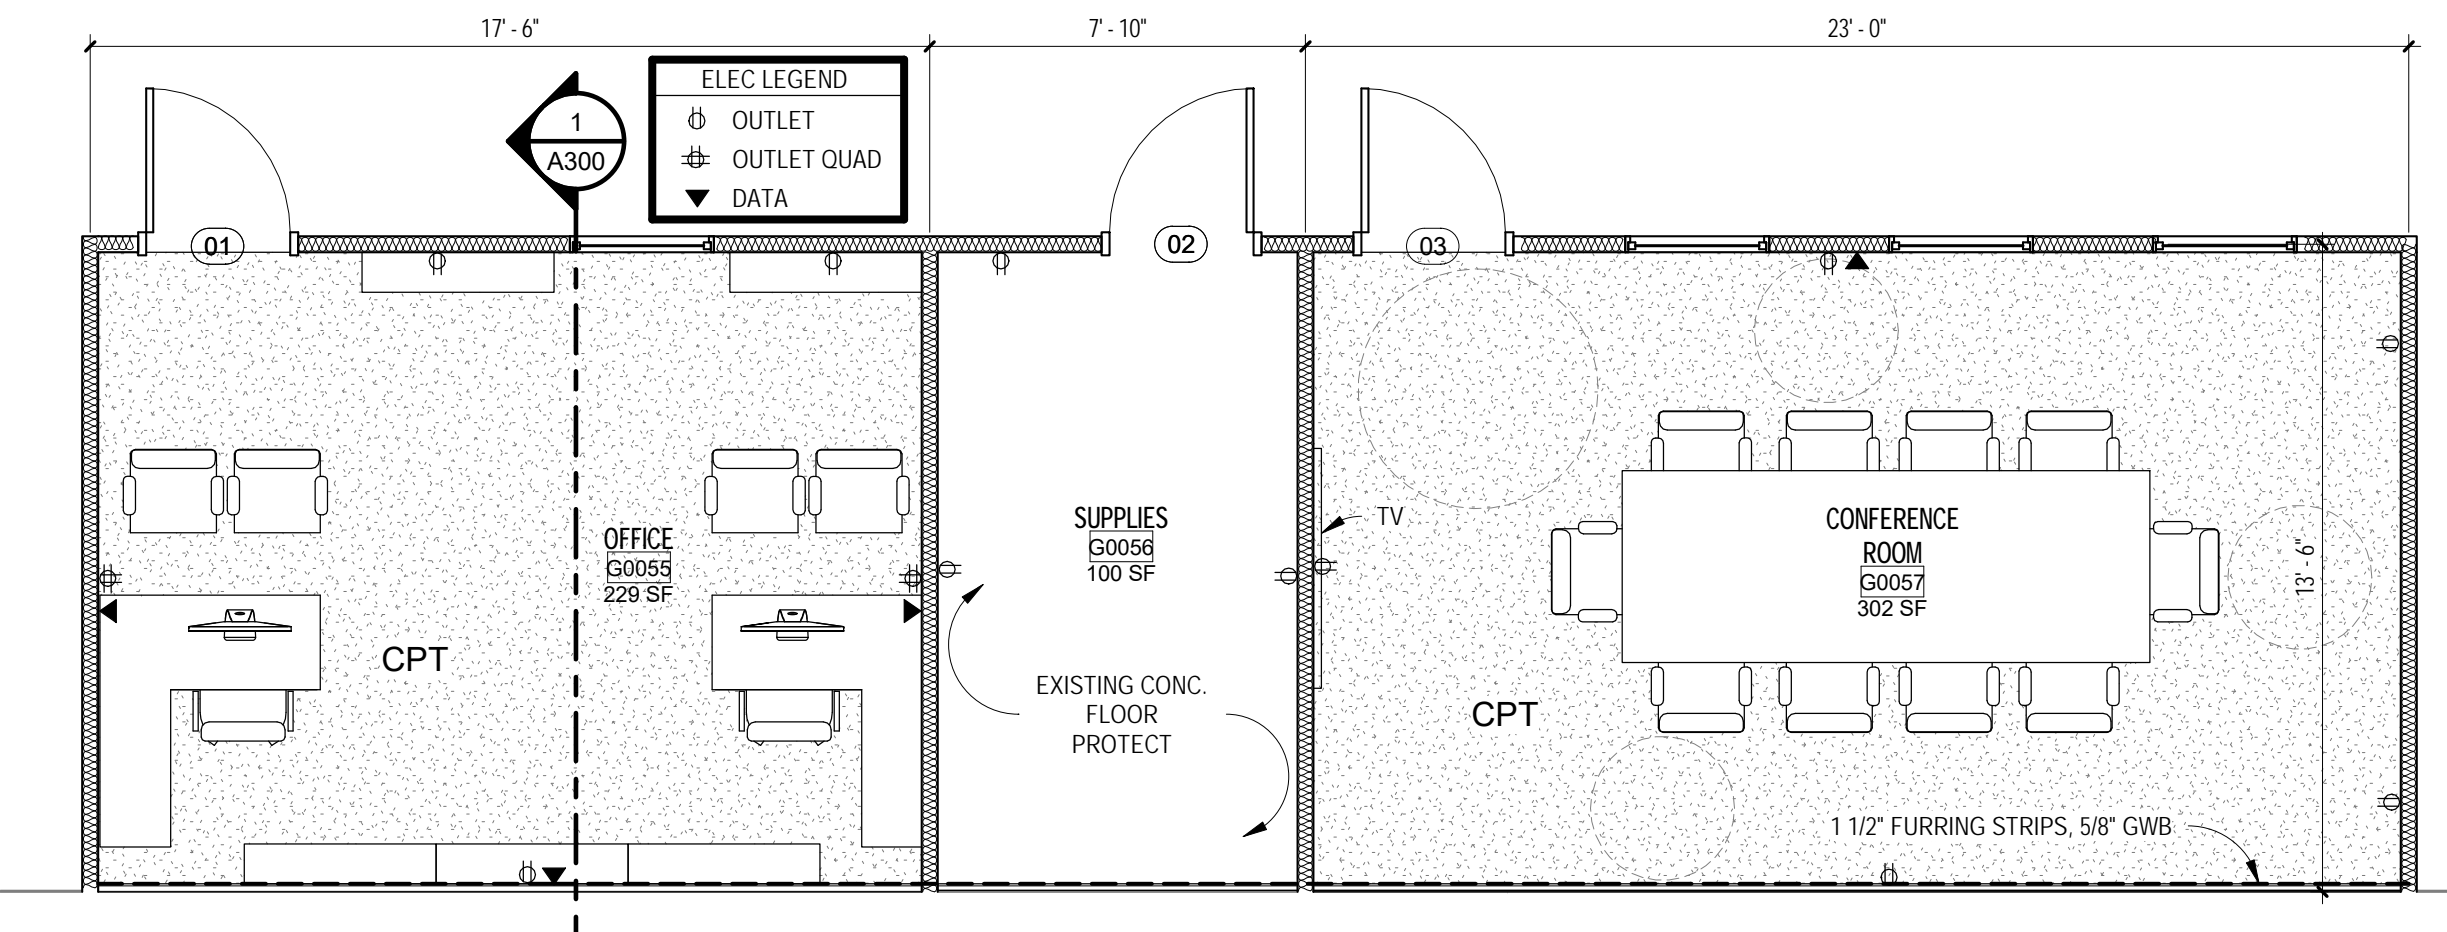 17' - 6"
7' - 10"
23' - 0"
ELEC LEGEND
OUTLET
OUTLET QUAD
DATA
1
A300
01
02
03
OFFICE
G0055
229 SF
CPT
SUPPLIES
G0056
100 SF
EXISTING CONC.
FLOOR
PROTECT
TV
CONFERENCE
ROOM
G0057
302 SF
13' - 6"
CPT
1 1/2" FURRING STRIPS, 5/8" GWB